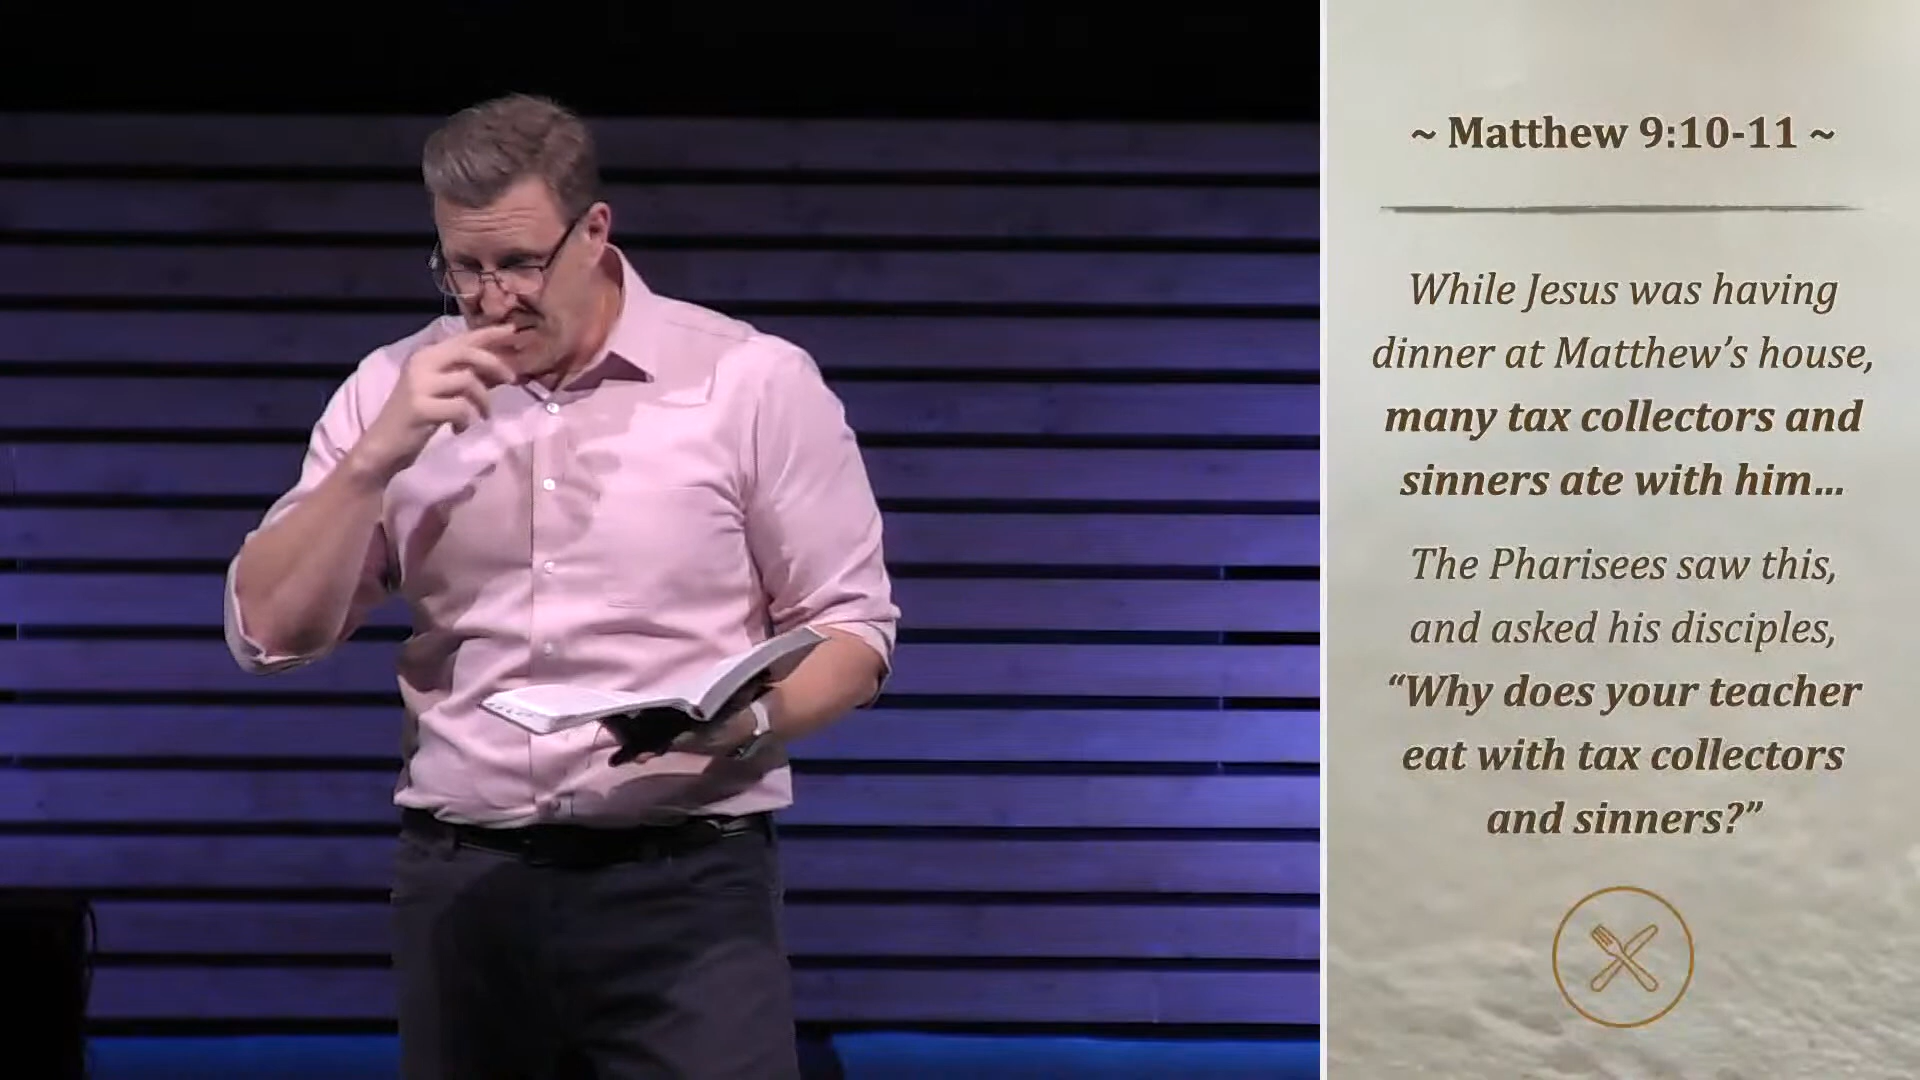 ~ Matthew 9:10-11 ~
While Jesus was having
dinner at Matthew’s house,
many tax collectors and
sinners ate with him…
The Pharisees saw this,
and asked his disciples,
“Why does your teacher
eat with tax collectors
and sinners?”